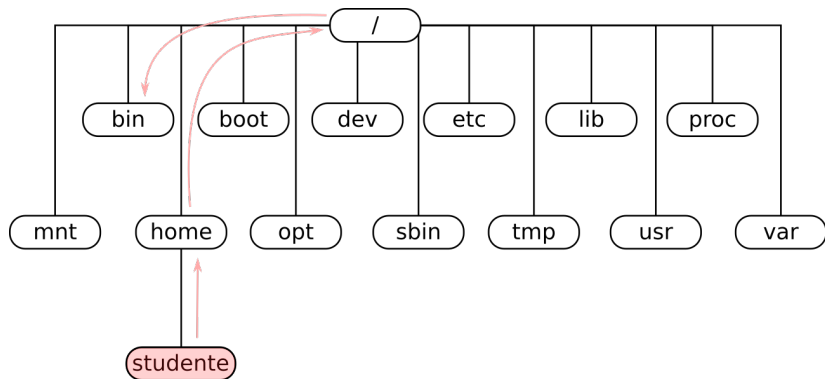 /
bin boot dev etc lib proc
mnt home opt sbin tmp usr var
studente